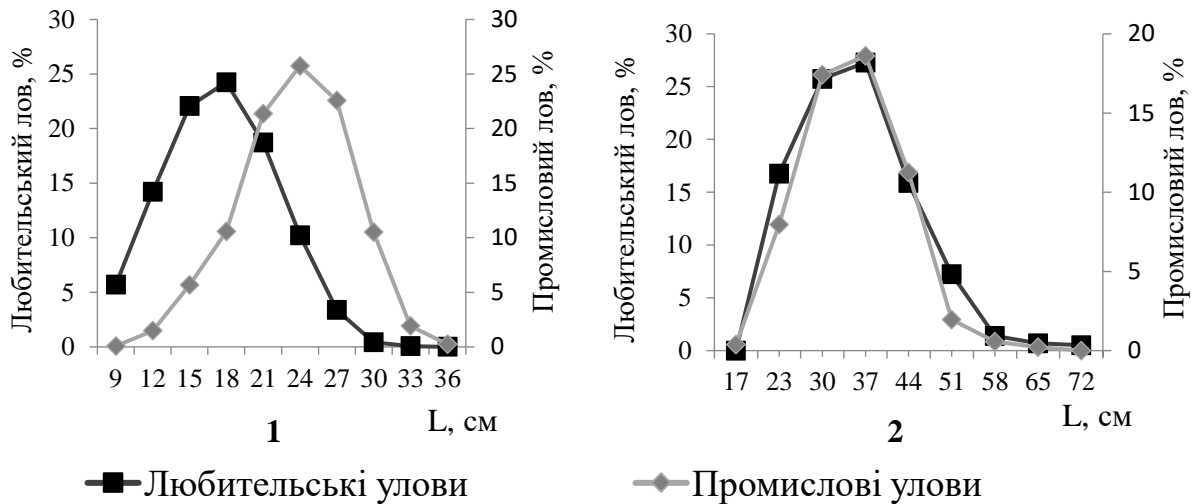 Любительський лов, %
30
25
20
15
10
5
0
9 12 15 18 21 24 27 30 33 36
30
25
20
15
10
5
0
Промисловий лов, %
1
L, см
Любительський лов, %
30
25
20
15
10
5
0
17 23 30 37 44 51 58 65 72
20
15
10
5
0
Промисловий лов, %
2
L, см
Любительські улови
Промислові улови